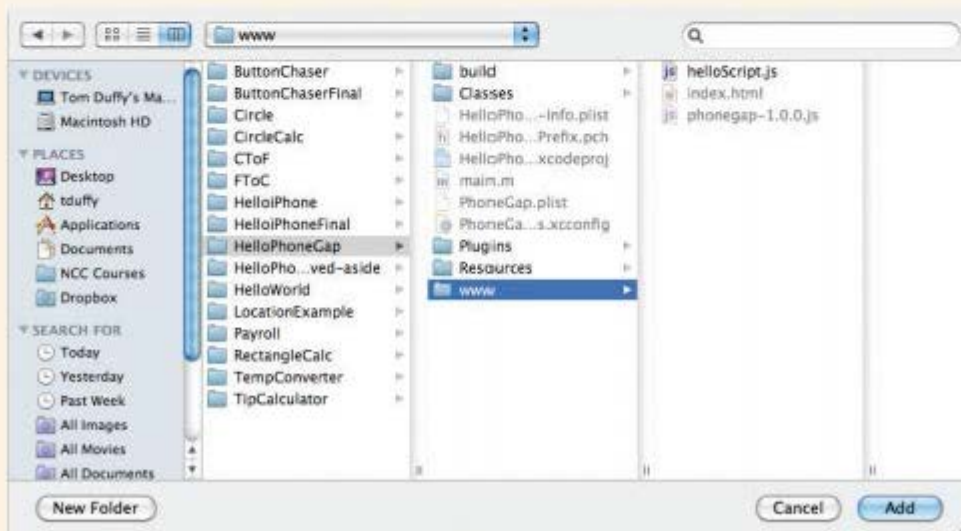 www
DEVICES
Tom Duffy's Ma...
Macintosh HD
PLACES
Desktop
tduffy
Applications
Documents
NCC Courses
Dropbox
SEARCH FOR
Today
Yesterday
Past Week
All Images
All Movies
All Documents
ButtonChaser
ButtonChaserFinal
Circle
CircleCalc
CToF
FToC
HelloiPhone
HelloiPhoneFinal
HelloPhoneGap
HelloPho...ved-aside
HelloWorld
LocationExample
Payroll
RectangleCalc
TempConverter
TipCalculator
build
Classes
HelloPho...-Info.plist
HelloPho...Prefix.pch
HelloPho...xcodeproj
main.m
PhoneGap.plist
PhoneGa...s.xcconfig
Plugins
Resources
www
helloScript.js
index.html
phonegap-1.0.0.js
New Folder
Cancel
Add